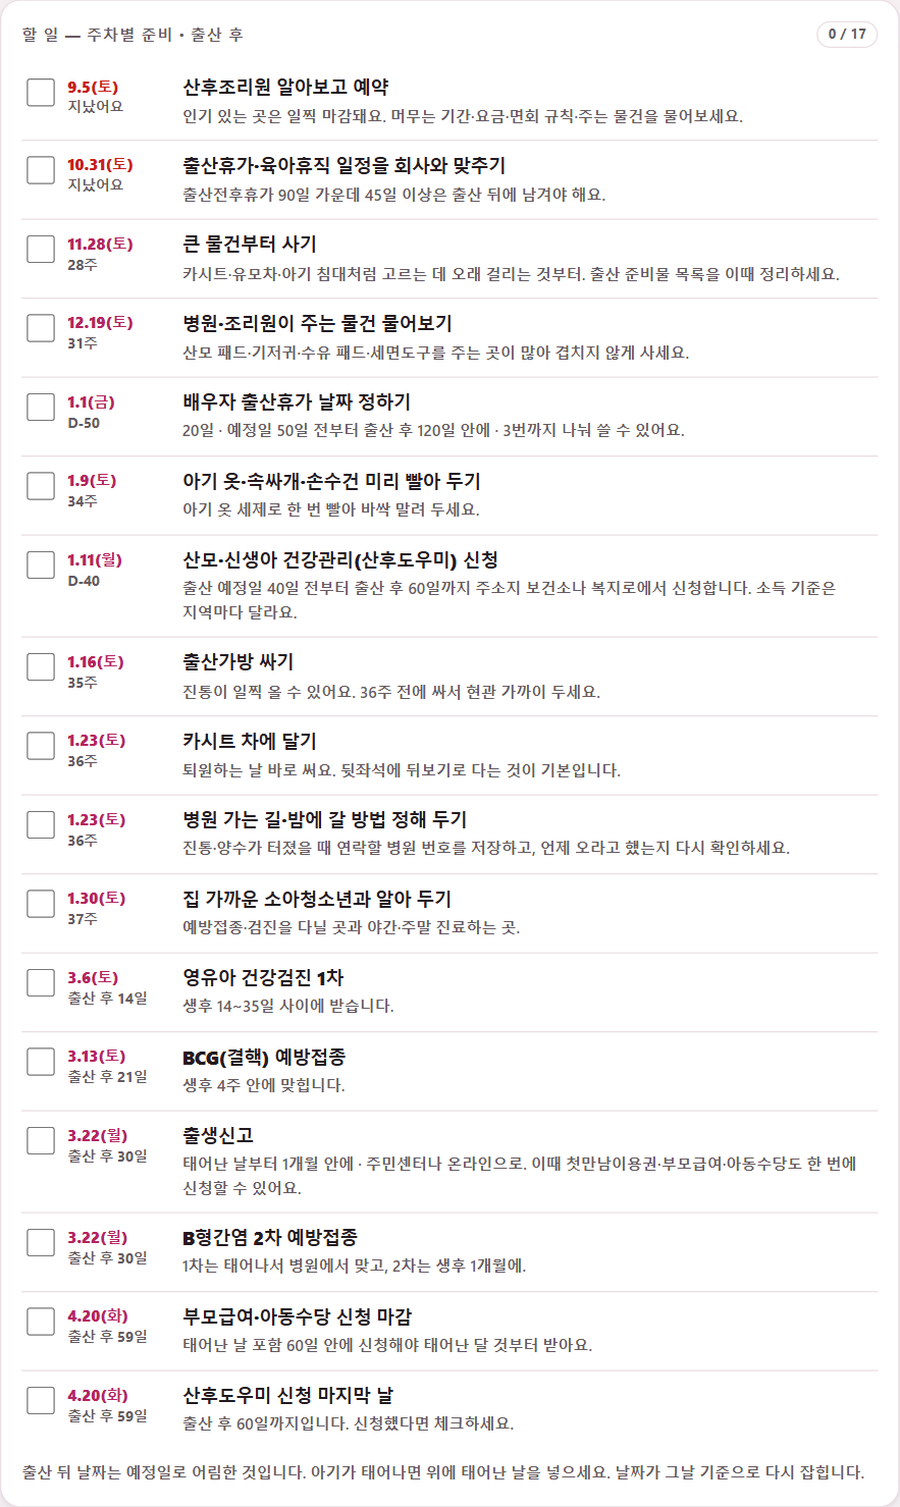 할 일 — 주차별 준비 · 출산 후
0 / 17
9.5(토)
지났어요
산후조리원 알아보고 예약
인기 있는 곳은 일찍 마감돼요. 머무는 기간·요금·면회 규칙·주는 물건을 물어보세요.
10.31(토)
지났어요
출산휴가·육아휴직 일정을 회사와 맞추기
출산전후휴가 90일 가운데 45일 이상은 출산 뒤에 남겨야 해요.
11.28(토)
28주
큰 물건부터 사기
카시트·유모차·아기 침대처럼 고르는 데 오래 걸리는 것부터. 출산 준비물 목록을 이때 정리하세요.
12.19(토)
31주
병원·조리원이 주는 물건 물어보기
산모 패드·기저귀·수유 패드·세면도구를 주는 곳이 많아 겹치지 않게 사세요.
1.1(금)
D-50
배우자 출산휴가 날짜 정하기
20일 · 예정일 50일 전부터 출산 후 120일 안에 · 3번까지 나눠 쓸 수 있어요.
1.9(토)
34주
아기 옷·속싸개·손수건 미리 빨아 두기
아기 옷 세제로 한 번 빨아 바싹 말려 두세요.
1.11(월)
D-40
산모·신생아 건강관리(산후도우미) 신청
출산 예정일 40일 전부터 출산 후 60일까지 주소지 보건소나 복지로에서 신청합니다. 소득 기준은
지역마다 달라요.
1.16(토)
35주
출산가방 싸기
진통이 일찍 올 수 있어요. 36주 전에 싸서 현관 가까이 두세요.
1.23(토)
36주
카시트 차에 달기
퇴원하는 날 바로 써요. 뒷좌석에 뒤보기로 다는 것이 기본입니다.
1.23(토)
36주
병원 가는 길·밤에 갈 방법 정해 두기
진통·양수가 터졌을 때 연락할 병원 번호를 저장하고, 언제 오라고 했는지 다시 확인하세요.
1.30(토)
37주
집 가까운 소아청소년과 알아 두기
예방접종·검진을 다닐 곳과 야간·주말 진료하는 곳.
3.6(토)
출산 후 14일
영유아 건강검진 1차
생후 14~35일 사이에 받습니다.
3.13(토)
출산 후 21일
BCG(결핵) 예방접종
생후 4주 안에 맞힙니다.
3.22(월)
출산 후 30일
출생신고
태어난 날부터 1개월 안에 · 주민센터나 온라인으로. 이때 첫만남이용권·부모급여·아동수당도 한 번에
신청할 수 있어요.
3.22(월)
출산 후 30일
B형간염 2차 예방접종
1차는 태어나서 병원에서 맞고, 2차는 생후 1개월에.
4.20(화)
출산 후 59일
부모급여·아동수당 신청 마감
태어난 날 포함 60일 안에 신청해야 태어난 달 것부터 받아요.
4.20(화)
출산 후 59일
산후도우미 신청 마지막 날
출산 후 60일까지입니다. 신청했다면 체크하세요.
출산 뒤 날짜는 예정일로 어림한 것입니다. 아기가 태어나면 위에 태어난 날을 넣으세요. 날짜가 그날 기준으로 다시 잡힙니다.